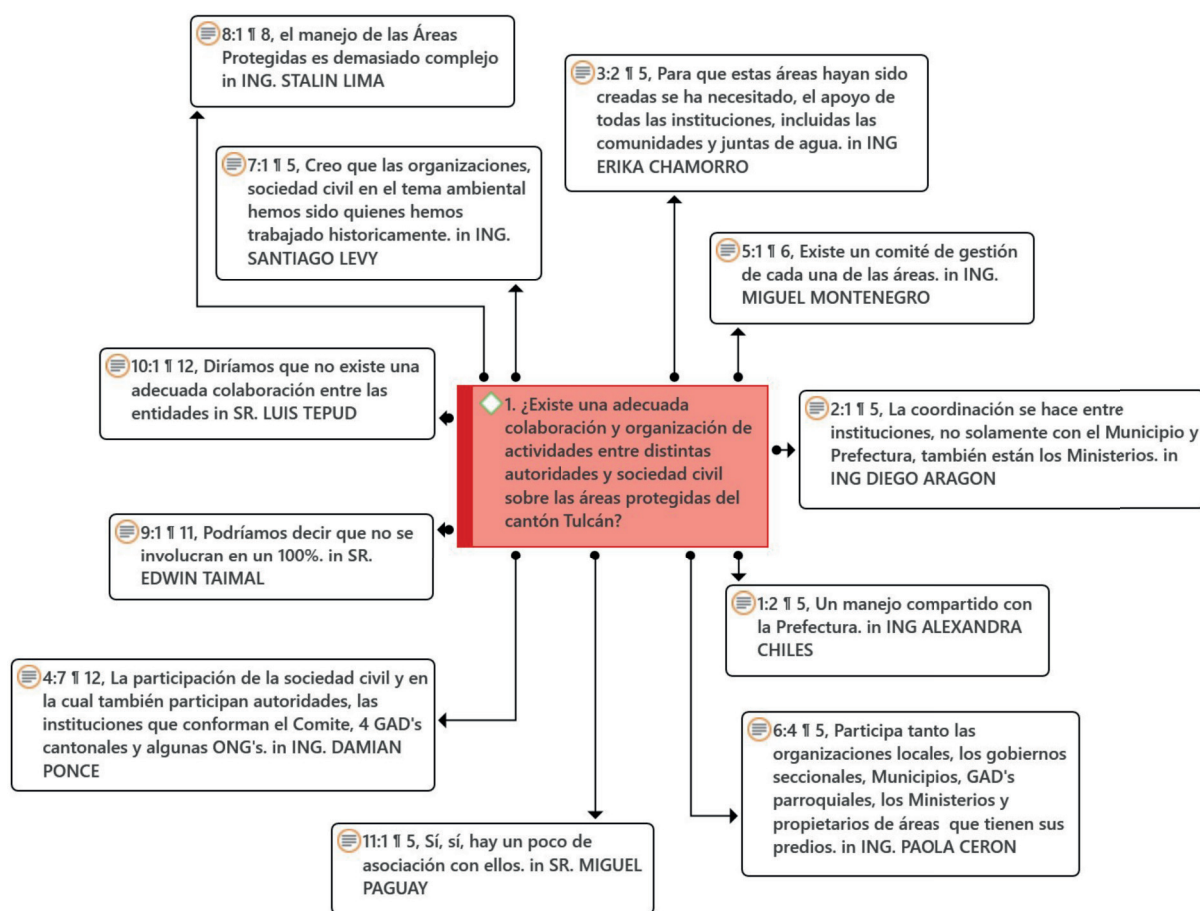 8:1 ¶ 8, el manejo de las Áreas
Protegidas es demasiado complejo
in ING. STALIN LIMA
3:2 ¶ 5, Para que estas áreas hayan sido
creadas se ha necesitado, el apoyo de
todas las instituciones, incluidas las
comunidades y juntas de agua. in ING
ERIKA CHAMORRO
7:1 ¶ 5, Creo que las organizaciones,
sociedad civil en el tema ambiental
hemos sido quienes hemos
trabajado historicamente. in ING.
SANTIAGO LEVY
5:1 ¶ 6, Existe un comité de gestión
de cada una de las áreas. in ING.
MIGUEL MONTENEGRO
10:1 ¶ 12, Diríamos que no existe una
adecuada colaboración entre las
entidades in SR. LUIS TEPUD
1. ¿Existe una adecuada
colaboración y organización de
actividades entre distintas
autoridades y sociedad civil
sobre las áreas protegidas del
cantón Tulcán?
2:1 ¶ 5, La coordinación se hace entre
instituciones, no solamente con el Municipio y
Prefectura, también están los Ministerios. in
ING DIEGO ARAGON
9:1 ¶ 11, Podríamos decir que no se
involucran en un 100%. in SR.
EDWIN TAIMAL
1:2 ¶ 5, Un manejo compartido con
la Prefectura. in ING ALEXANDRA
CHILES
4:7 ¶ 12, La participación de la sociedad civil y en
la cual también participan autoridades, las
instituciones que conforman el Comite, 4 GAD's
cantonales y algunas ONG's. in ING. DAMIAN
PONCE
6:4 ¶ 5, Participa tanto las
organizaciones locales, los gobiernos
seccionales, Municipios, GAD's
parroquiales, los Ministerios y
propietarios de áreas que tienen sus
predios. in ING. PAOLA CERON
11:1 ¶ 5, Sí, sí, hay un poco de
asociación con ellos. in SR. MIGUEL
PAGUAY